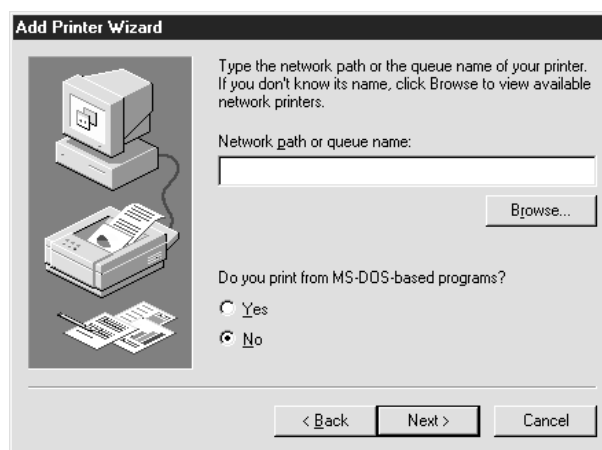 Add Printer Wizard
Type the network path or the queue name of your printer.
If you don't know its name, click Browse to view available
network printers.
Network path or queue name:
Browse...
Do you print from MS-DOS-based programs?
Yes
No
< Back
Next >
Cancel